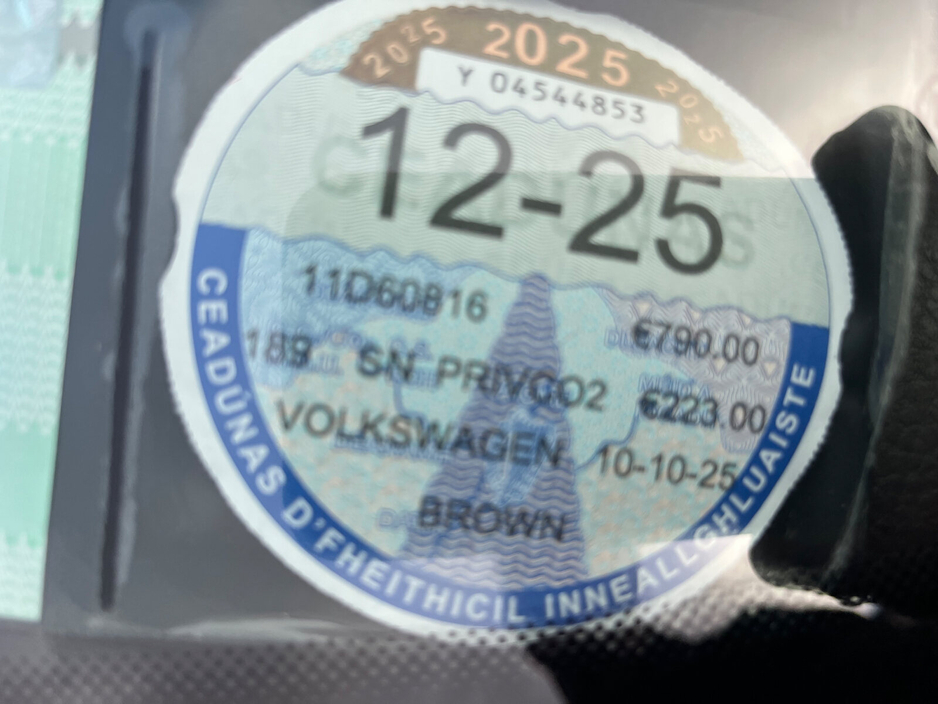 2025 2025 2025
Y 04544853
12-25
11D60816
€790.00
189 SN PRIVCO2
€223.00
VOLKSWAGEN 10-10-25
BROWN
CEADÚNAS D'FHEITHICIL INNEALLGHLUAISTE